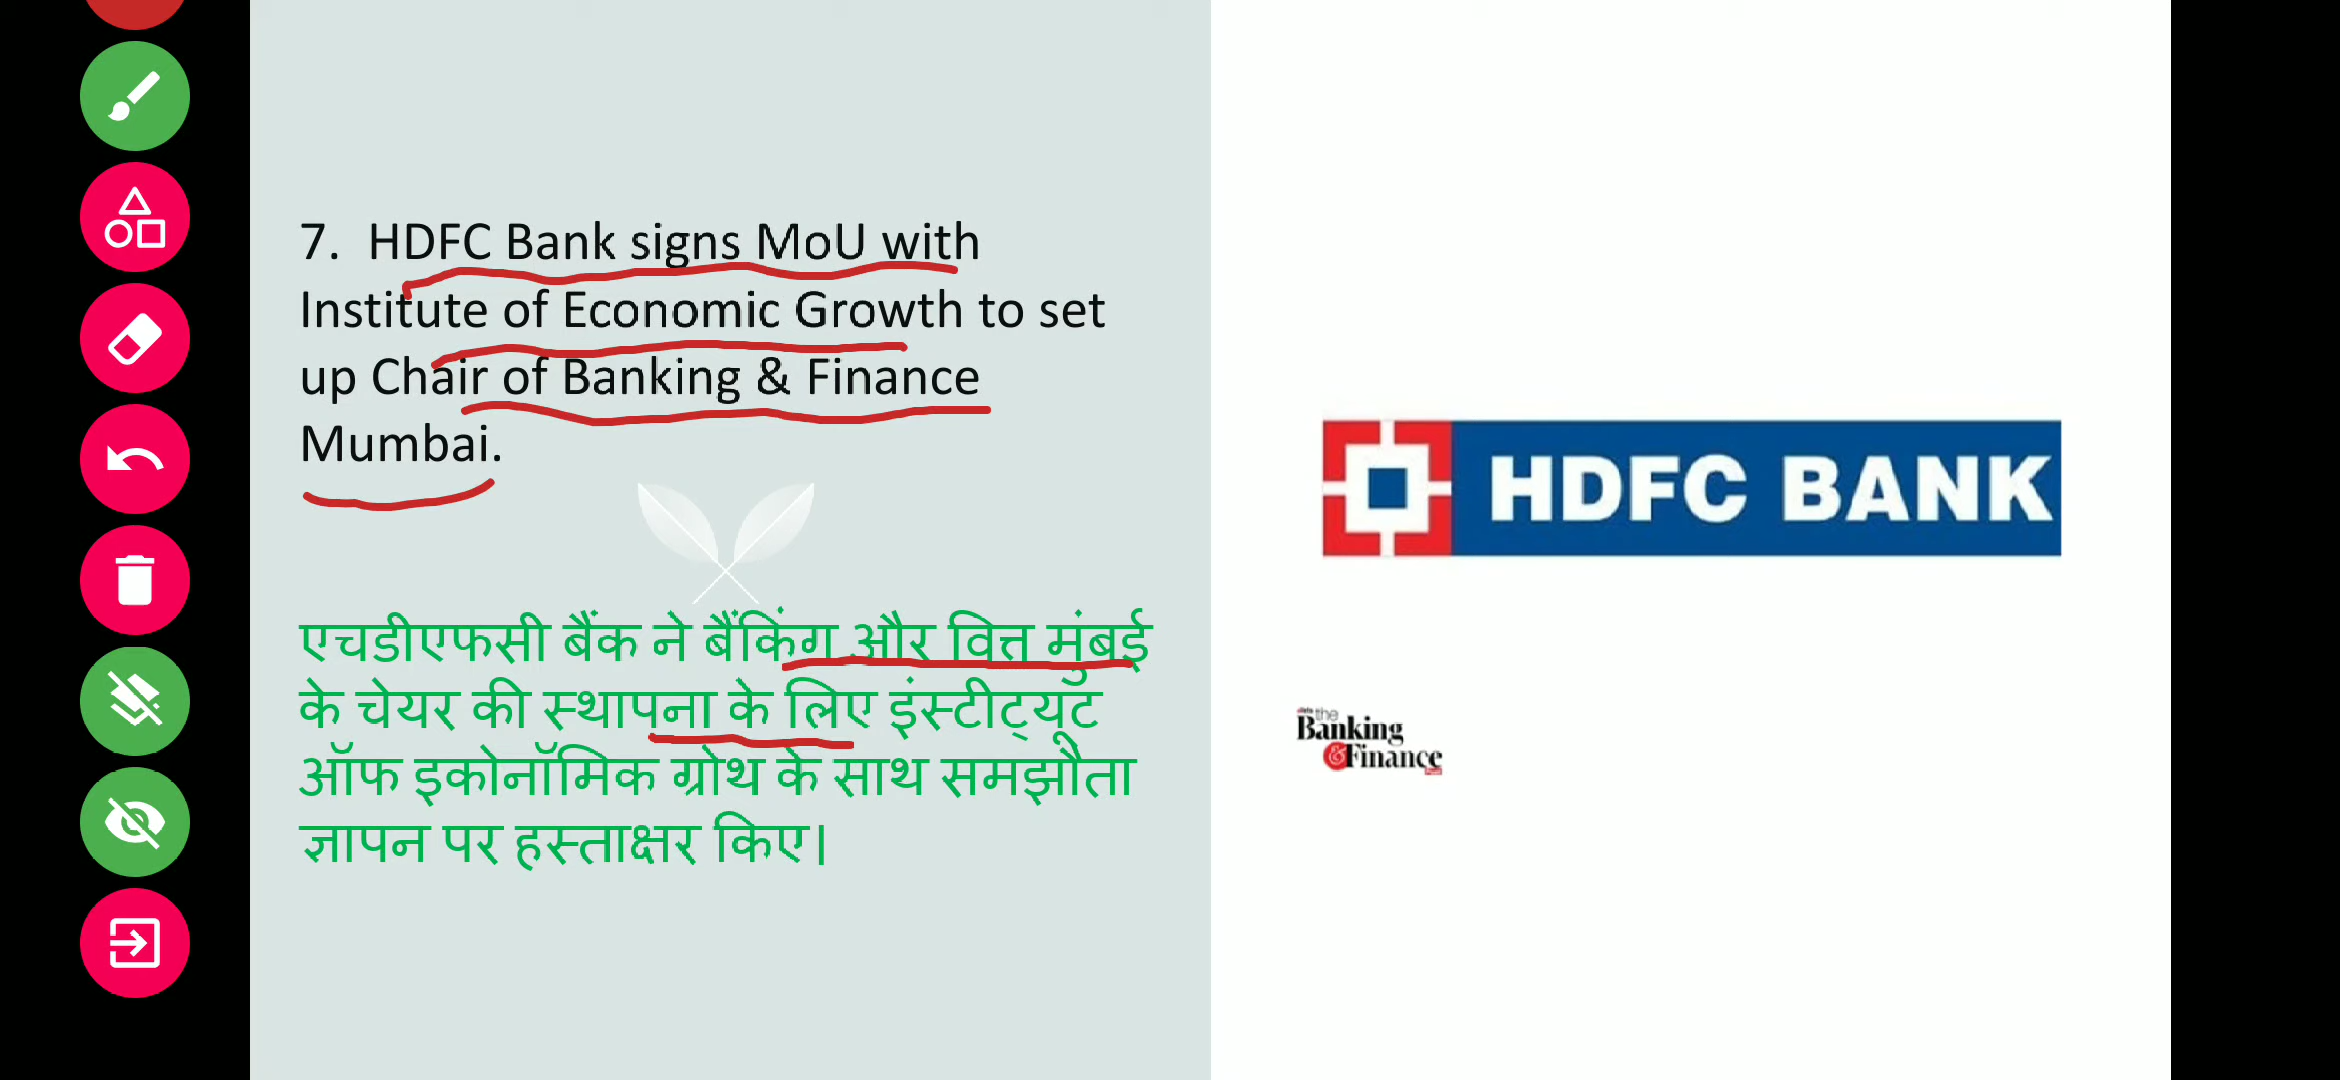 7. HDFC Bank signs MoU with
Institute of Economic Growth to set
up Chair of Banking & Finance
Mumbai.
एचडीएफसी बैंक ने बैंकिंग और वित्त मुंबई
के चेयर की स्थापना के लिए इंस्टीट्यूट
ऑफ इकोनॉमिक ग्रोथ के साथ समझौता
ज्ञापन पर हस्ताक्षर किए।
HDFC BANK
the
Banking
&Finance